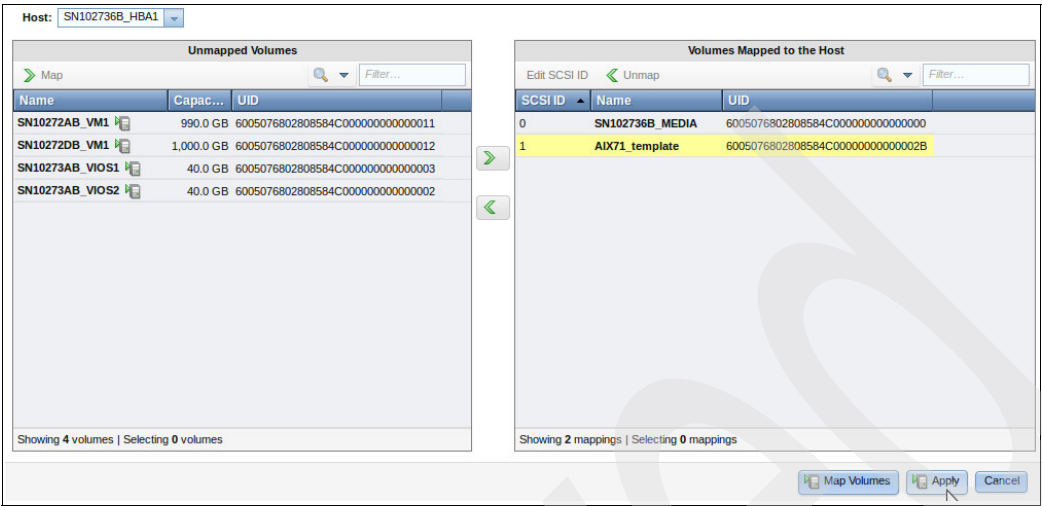 Host: SN102736B_HBA1
Unmapped Volumes
Map Filter...
Name Capac... UID
SN10272AB_VM1 990.0 GB 6005076802808584C000000000000011
SN10272DB_VM1 1,000.0 GB 6005076802808584C000000000000012
SN10273AB_VIOS1 40.0 GB 6005076802808584C000000000000003
SN10273AB_VIOS2 40.0 GB 6005076802808584C000000000000002
Showing 4 volumes | Selecting 0 volumes
Volumes Mapped to the Host
Edit SCSI ID Unmap Filter...
SCSI ID Name UID
0 SN102736B_MEDIA 6005076802808584C000000000000000
1 AIX71_template 6005076802808584C00000000000002B
Showing 2 mappings | Selecting 0 mappings
Map Volumes Apply Cancel